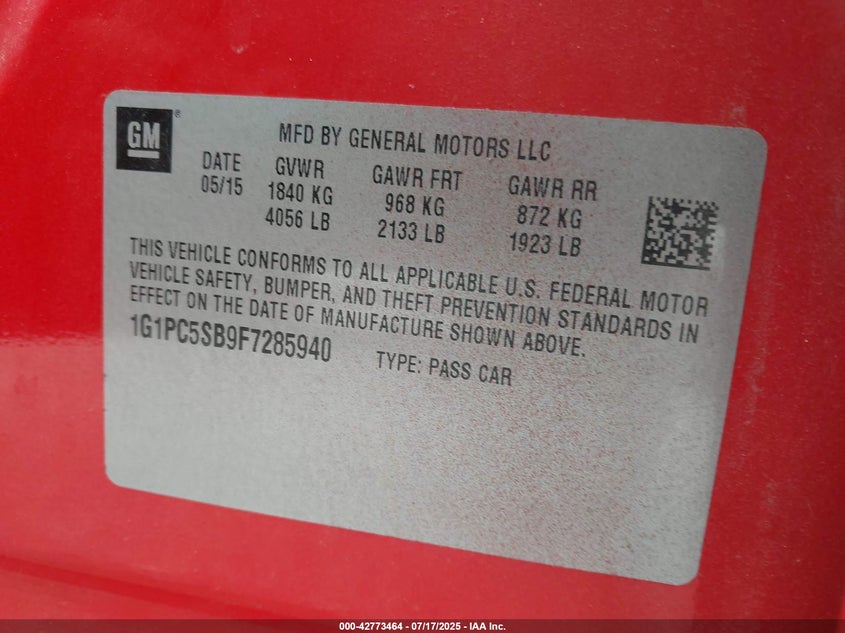 GM®
MFD BY GENERAL MOTORS LLC
DATE GVWR GAWR FRT GAWR RR
05/15 1840 KG 968 KG 872 KG
4056 LB 2133 LB 1923 LB
THIS VEHICLE CONFORMS TO ALL APPLICABLE U.S. FEDERAL MOTOR
VEHICLE SAFETY, BUMPER, AND THEFT PREVENTION STANDARDS IN
EFFECT ON THE DATE OF MANUFACTURE SHOWN ABOVE.
1G1PC5SB9F7285940 TYPE: PASS CAR
000-42773464 - 07/17/2025 - IAA Inc.